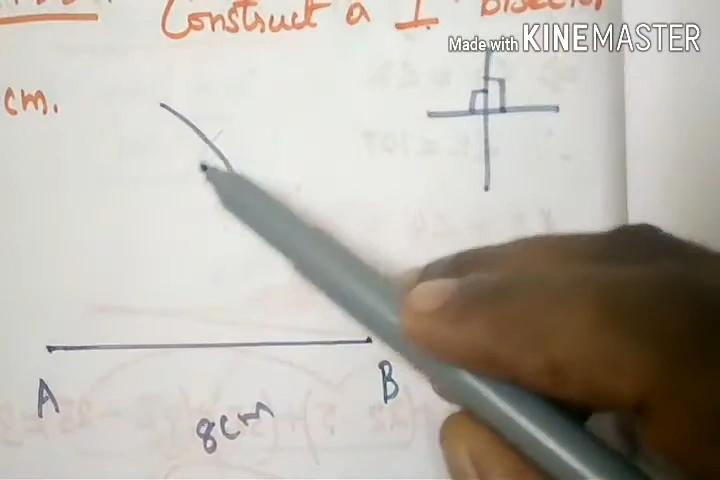 Construct a ⊥ Bisector
Made with KINEMASTER
cm.
A
B
8cm